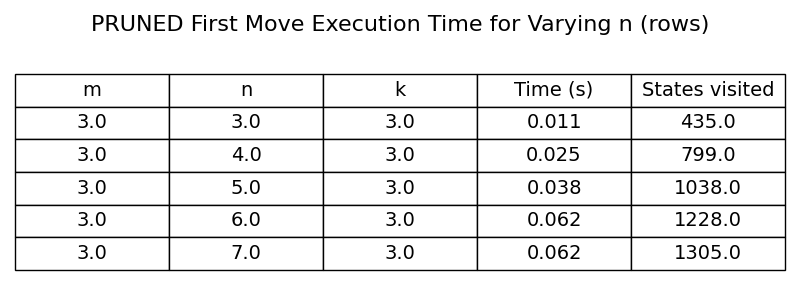 PRUNED First Move Execution Time for Varying n (rows)
m n k Time (s) States visited
3.0 3.0 3.0 0.011 435.0
3.0 4.0 3.0 0.025 799.0
3.0 5.0 3.0 0.038 1038.0
3.0 6.0 3.0 0.062 1228.0
3.0 7.0 3.0 0.062 1305.0